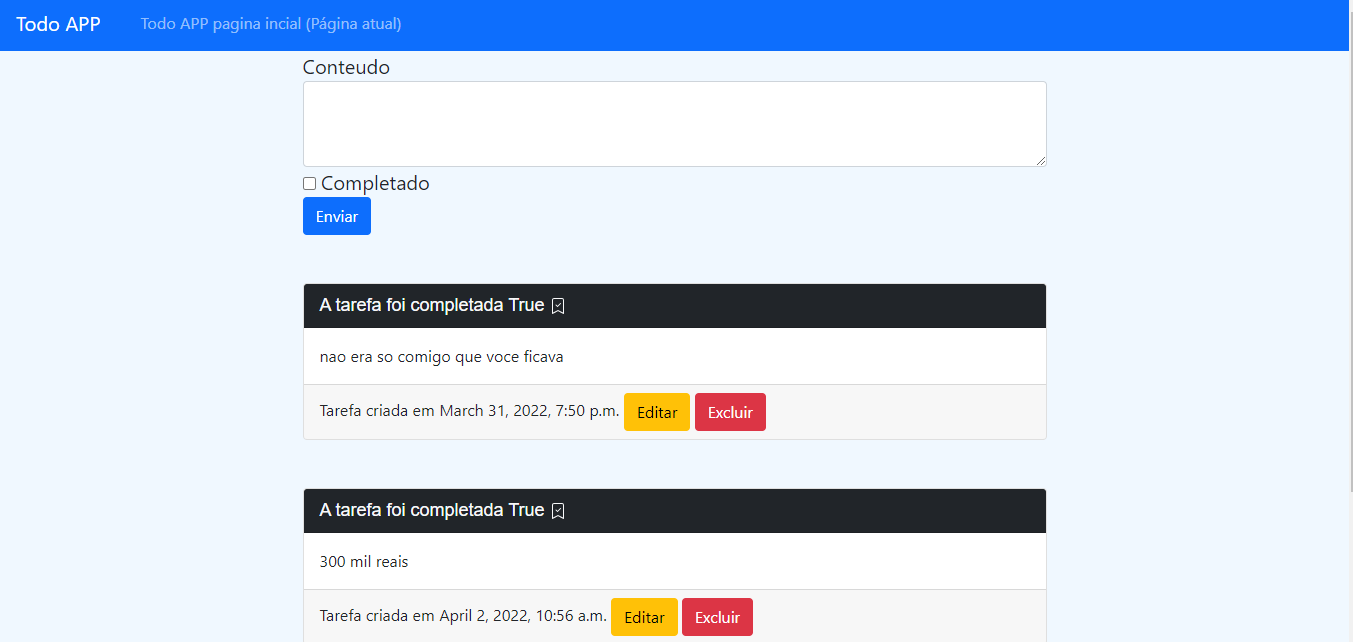 Todo APP Todo APP pagina incial (Página atual)
Conteudo
Completado
Enviar
A tarefa foi completada True
nao era so comigo que voce ficava
Tarefa criada em March 31, 2022, 7:50 p.m. Editar Excluir
A tarefa foi completada True
300 mil reais
Tarefa criada em April 2, 2022, 10:56 a.m. Editar Excluir